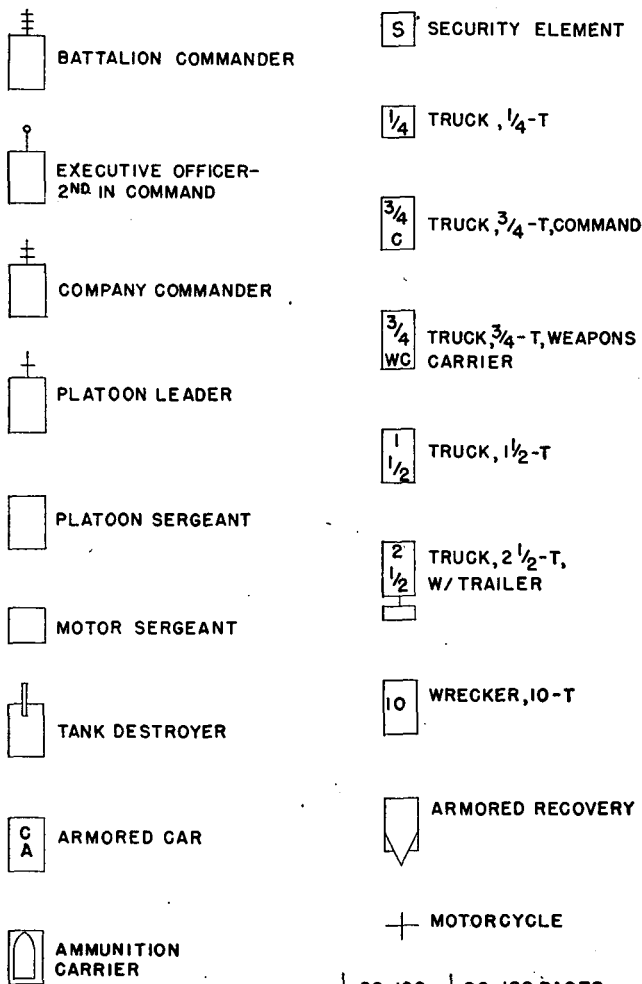 BATTALION COMMANDER
EXECUTIVE OFFICER-
2ND. IN COMMAND
COMPANY COMMANDER
PLATOON LEADER
PLATOON SERGEANT
MOTOR SERGEANT
TANK DESTROYER
C
A
ARMORED CAR
AMMUNITION
CARRIER
S SECURITY ELEMENT
1/4 TRUCK, 1/4-T
3/4
C
TRUCK, 3/4-T, COMMAND
3/4
WC
TRUCK, 3/4-T, WEAPONS
CARRIER
1
1/2
TRUCK, 1 1/2-T
2
1/2
TRUCK, 2 1/2-T,
W/ TRAILER
10 WRECKER, 10-T
ARMORED RECOVERY
MOTORCYCLE